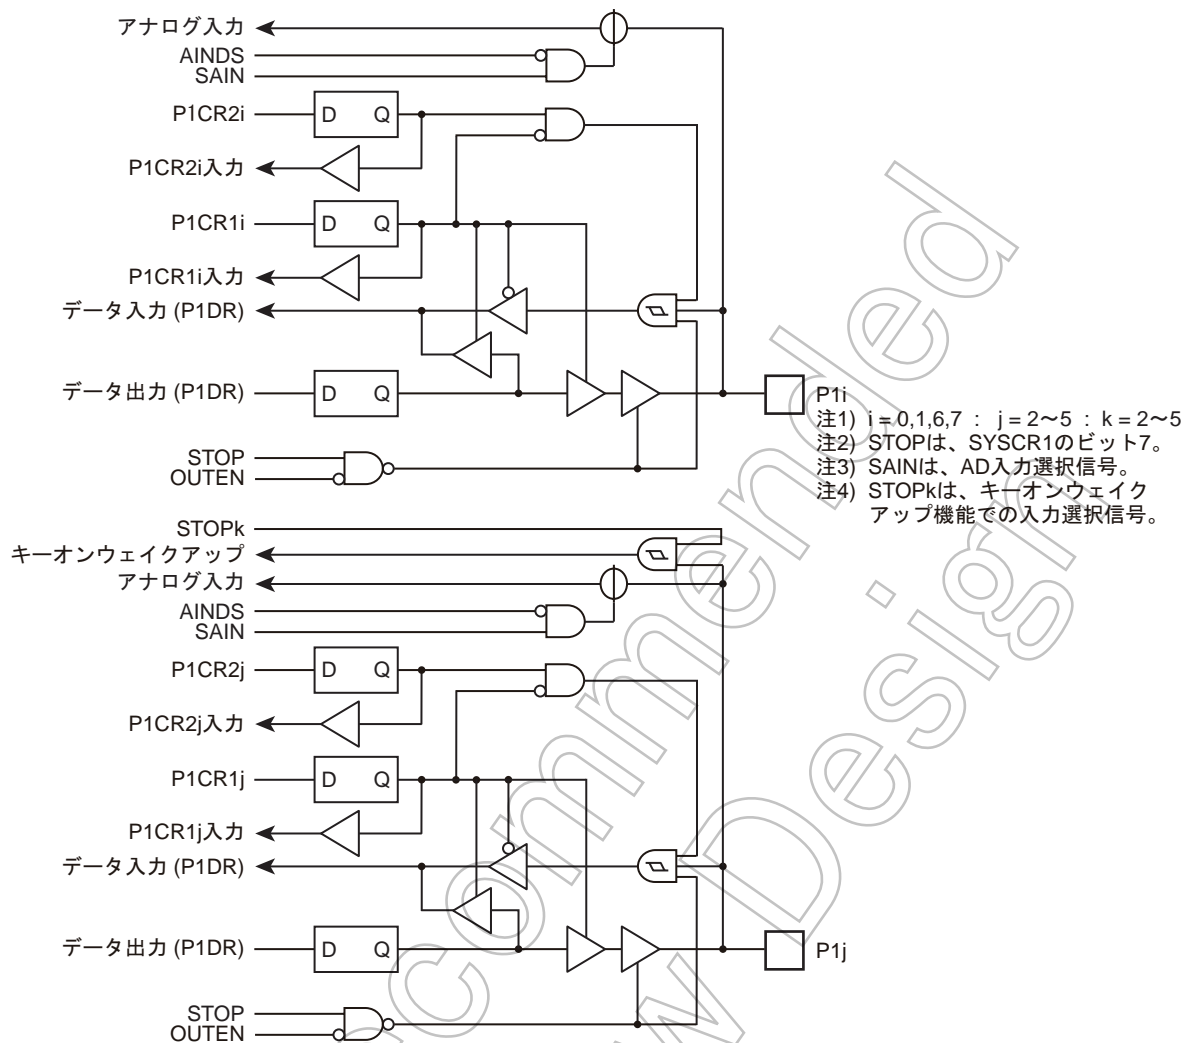 アナログ入力
AINDS
SAIN
P1CR2i
D Q
P1CR2i入力
P1CR1i
D Q
P1CR1i入力
データ入力 (P1DR)
データ出力 (P1DR)
D Q
P1i
STOP
OUTEN
注1) i = 0,1,6,7 : j = 2～5 : k = 2～5
注2) STOPは、SYSCR1のビット7。
注3) SAINは、AD入力選択信号。
注4) STOPkは、キーオンウェイク
アップ機能での入力選択信号。
STOPk
キーオンウェイクアップ
アナログ入力
AINDS
SAIN
P1CR2j
D Q
P1CR2j入力
P1CR1j
D Q
P1CR1j入力
データ入力 (P1DR)
データ出力 (P1DR)
D Q
P1j
STOP
OUTEN
commended
w Design